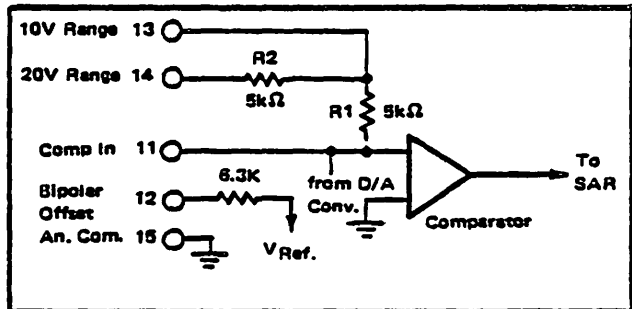 10V Range 13
R2
20V Range 14
5kΩ
R1 5kΩ
Comp In 11
To
SAR
Bipolar
Offset
12
6.3K
from D/A
Conv.
Comparator
An. Com. 15
VRef.